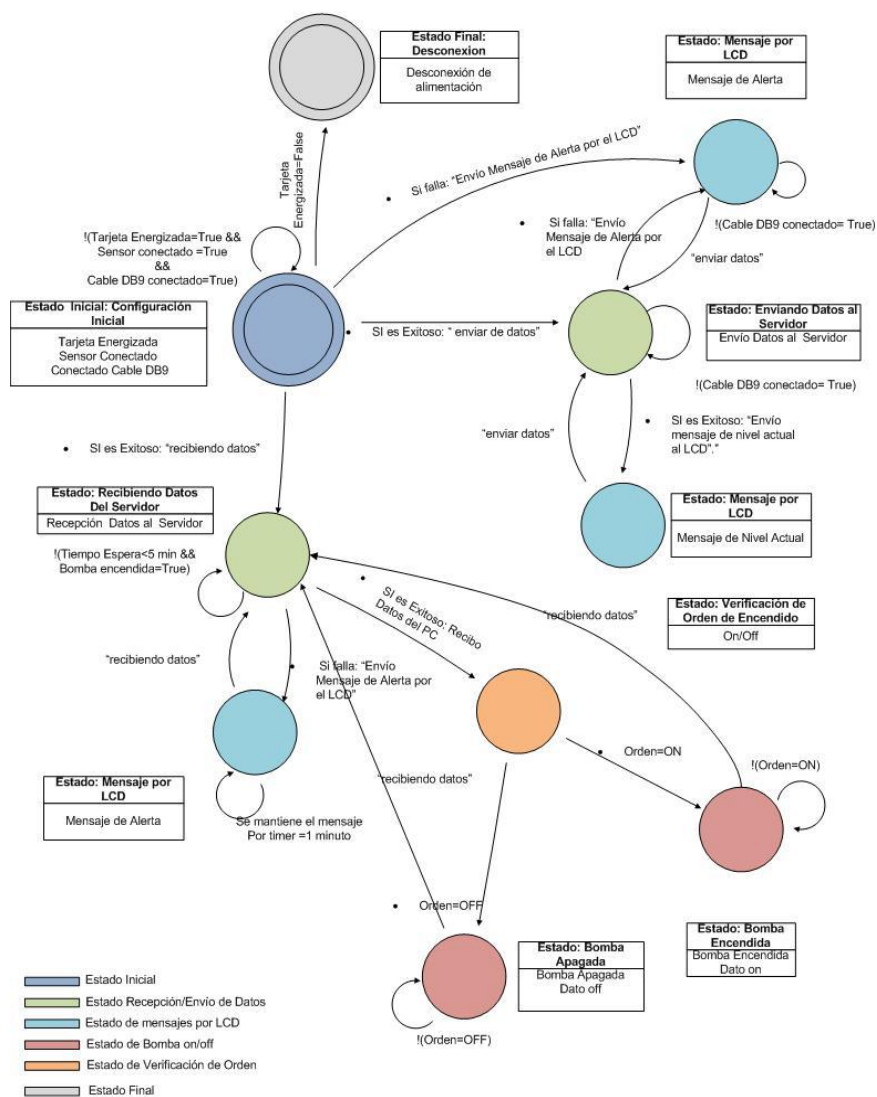 Estado Final:
Desconexion
Desconexión de
alimentación
Estado: Mensaje por
LCD
Mensaje de Alerta
Tarjeta
Energizada=False
• Si falla: “Envío Mensaje de Alerta por el LCD”
!(Tarjeta Energizada=True &&
Sensor conectado =True
&&
Cable DB9 conectado=True)
• Si falla: “Envío
Mensaje de Alerta por
el LCD
!(Cable DB9 conectado= True)
“enviar datos”
Estado Inicial: Configuración
Inicial
Tarjeta Energizada
Sensor Conectado
Conectado Cable DB9
• SI es Exitoso: “ enviar de datos”
Estado: Enviando Datos al
Servidor
Envío Datos al Servidor
!(Cable DB9 conectado= True)
“enviar datos”
• SI es Exitoso: “Envío
mensaje de nivel actual
al LCD”.”
• SI es Exitoso: “recibiendo datos”
Estado: Recibiendo Datos
Del Servidor
Recepción Datos al Servidor
Estado: Mensaje por
LCD
Mensaje de Nivel Actual
!(Tiempo Espera<5 min &&
Bomba encendida=True)
• SI es Exitoso: Recibo
Datos del PC
“recibiendo datos”
Estado: Verificación de
Orden de Encendido
On/Off
“recibiendo datos”
• Si falla: “Envío
Mensaje de Alerta por
el LCD”
• Orden=ON
!(Orden=ON)
“recibiendo datos”
Estado: Mensaje por
LCD
Mensaje de Alerta
Se mantiene el mensaje
Por timer =1 minuto
• Orden=OFF
Estado: Bomba
Encendida
Bomba Encendida
Dato on
Estado: Bomba
Apagada
Bomba Apagada
Dato off
!(Orden=OFF)
Estado Inicial
Estado Recepción/Envío de Datos
Estado de mensajes por LCD
Estado de Bomba on/off
Estado de Verificación de Orden
Estado Final